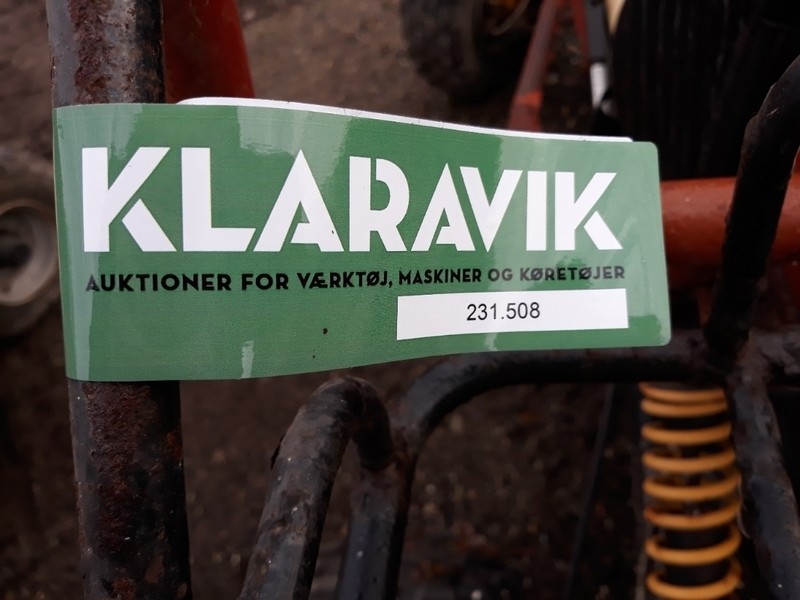 KLARAVIK
AUKTIONER FOR VÆRKTØJ, MASKINER OG KØRETØJER
231.508